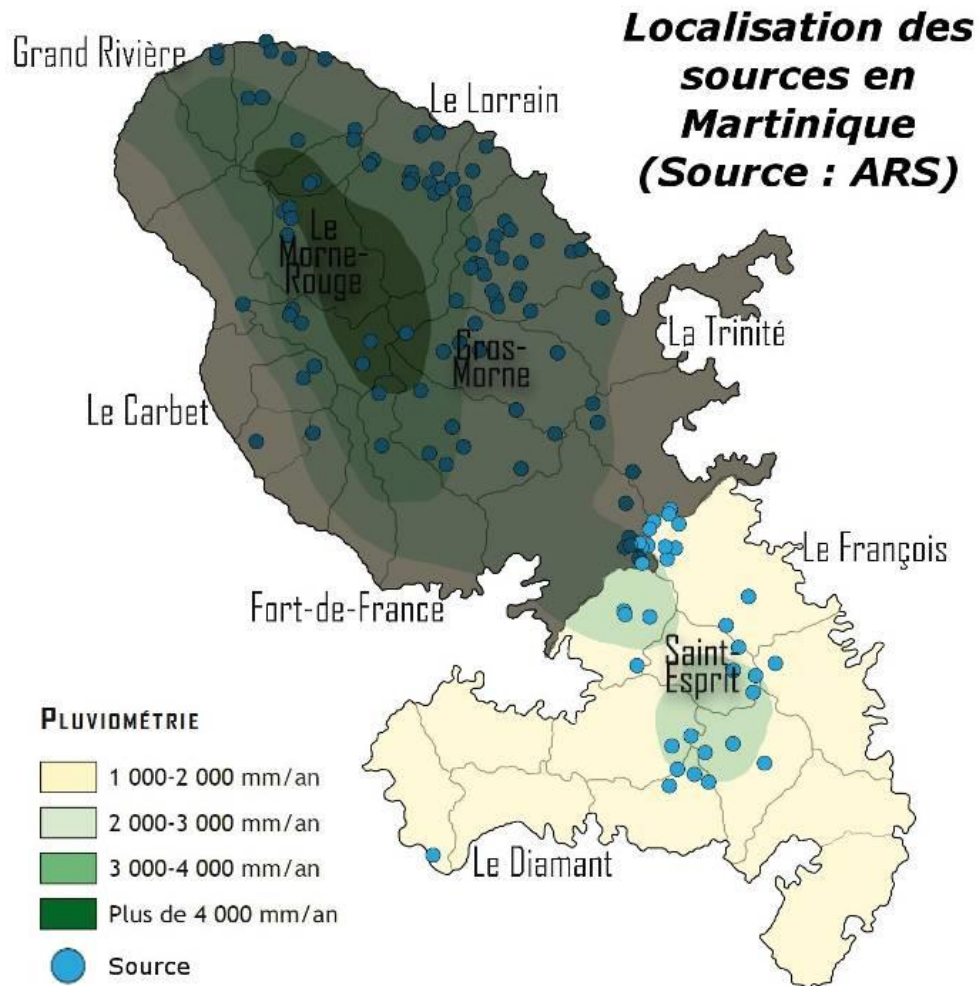 Localisation des
sources en
Martinique
(Source : ARS)
Grand Rivière
Le Lorrain
Le
Morne-
Rouge
La Trinité
Gros-
Morne
Le Carbet
Le François
Fort-de-France
Saint-
Esprit
Le Diamant
PLUVIOMÉTRIE
1 000-2 000 mm/an
2 000-3 000 mm/an
3 000-4 000 mm/an
Plus de 4 000 mm/an
Source